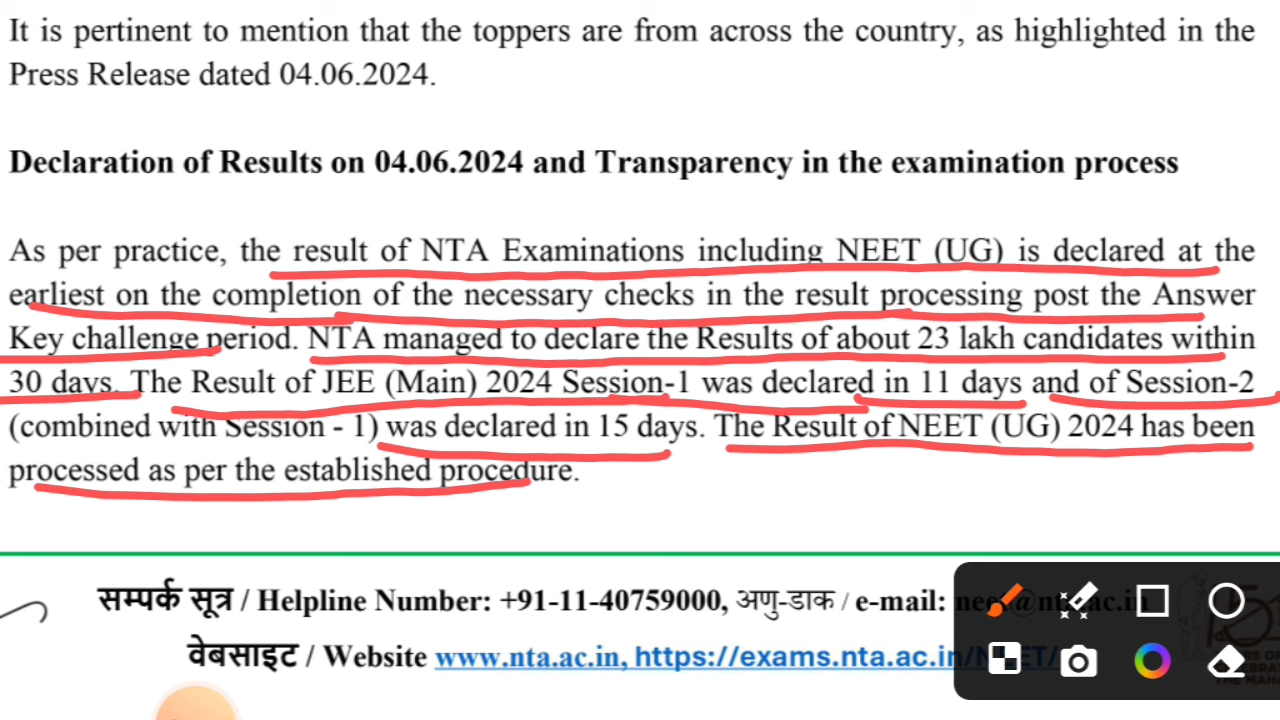 It is pertinent to mention that the toppers are from across the country, as highlighted in the
Press Release dated 04.06.2024.
Declaration of Results on 04.06.2024 and Transparency in the examination process
As per practice, the result of NTA Examinations including NEET (UG) is declared at the
earliest on the completion of the necessary checks in the result processing post the Answer
Key challenge period. NTA managed to declare the Results of about 23 lakh candidates within
30 days. The Result of JEE (Main) 2024 Session-1 was declared in 11 days and of Session-2
(combined with Session - 1) was declared in 15 days. The Result of NEET (UG) 2024 has been
processed as per the established procedure.
सम्पर्क सूत्र / Helpline Number: +91-11-40759000, अणु-डाक / e-mail: neet@nta.ac.in
वेबसाइट / Website www.nta.ac.in, https://exams.nta.ac.in/NEET/